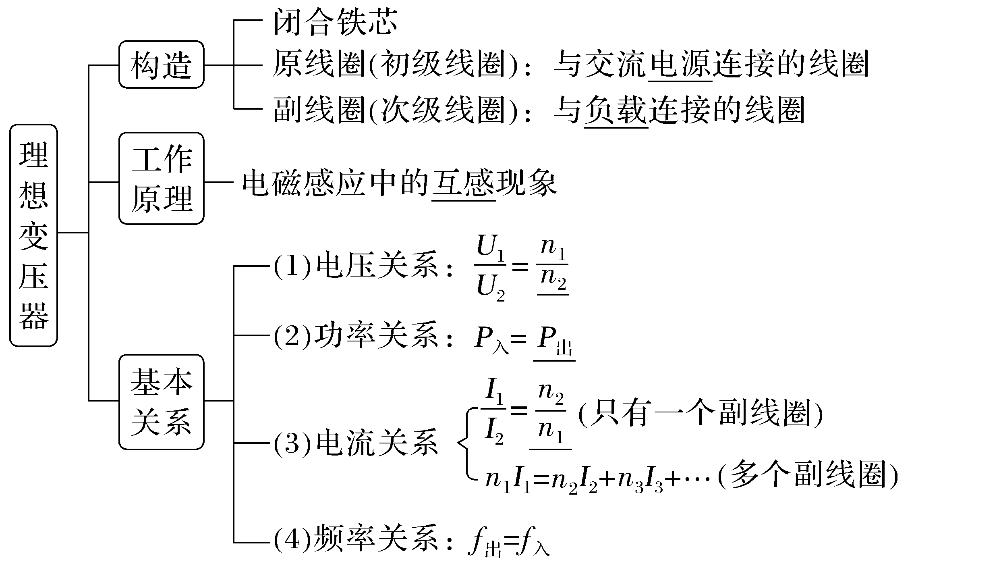 理想变压器
构造
闭合铁芯
原线圈(初级线圈)：与交流电源连接的线圈
副线圈(次级线圈)：与负载连接的线圈
工作
原理
电磁感应中的互感现象
基本
关系
(1)电压关系：U₁/U₂=n₁/n₂
(2)功率关系：P入=P出
(3)电流关系
I₁/I₂=n₂/n₁(只有一个副线圈)
n₁I₁=n₂I₂+n₃I₃+…(多个副线圈)
(4)频率关系：f出=f入